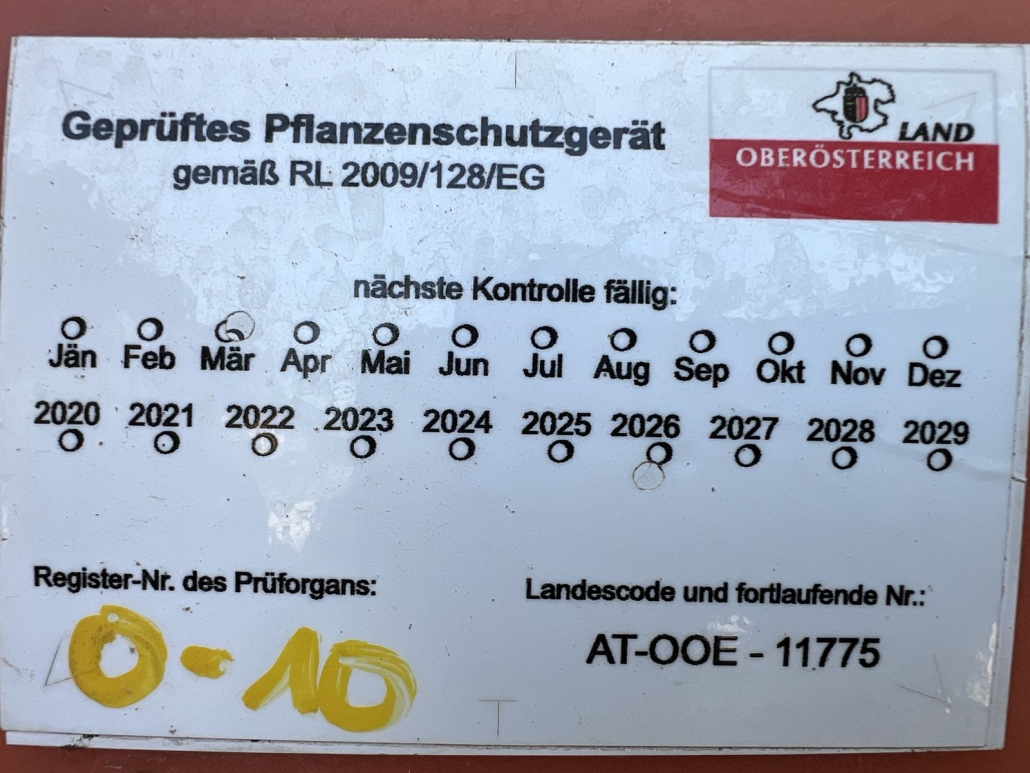 Geprüftes Pflanzenschutzgerät
gemäß RL 2009/128/EG
LAND
OBERÖSTERREICH
nächste Kontrolle fällig:
Jän Feb Mär Apr Mai Jun Jul Aug Sep Okt Nov Dez
2020 2021 2022 2023 2024 2025 2026 2027 2028 2029
Register-Nr. des Prüforgans:
0-10
Landescode und fortlaufende Nr.:
AT-OOE - 11775